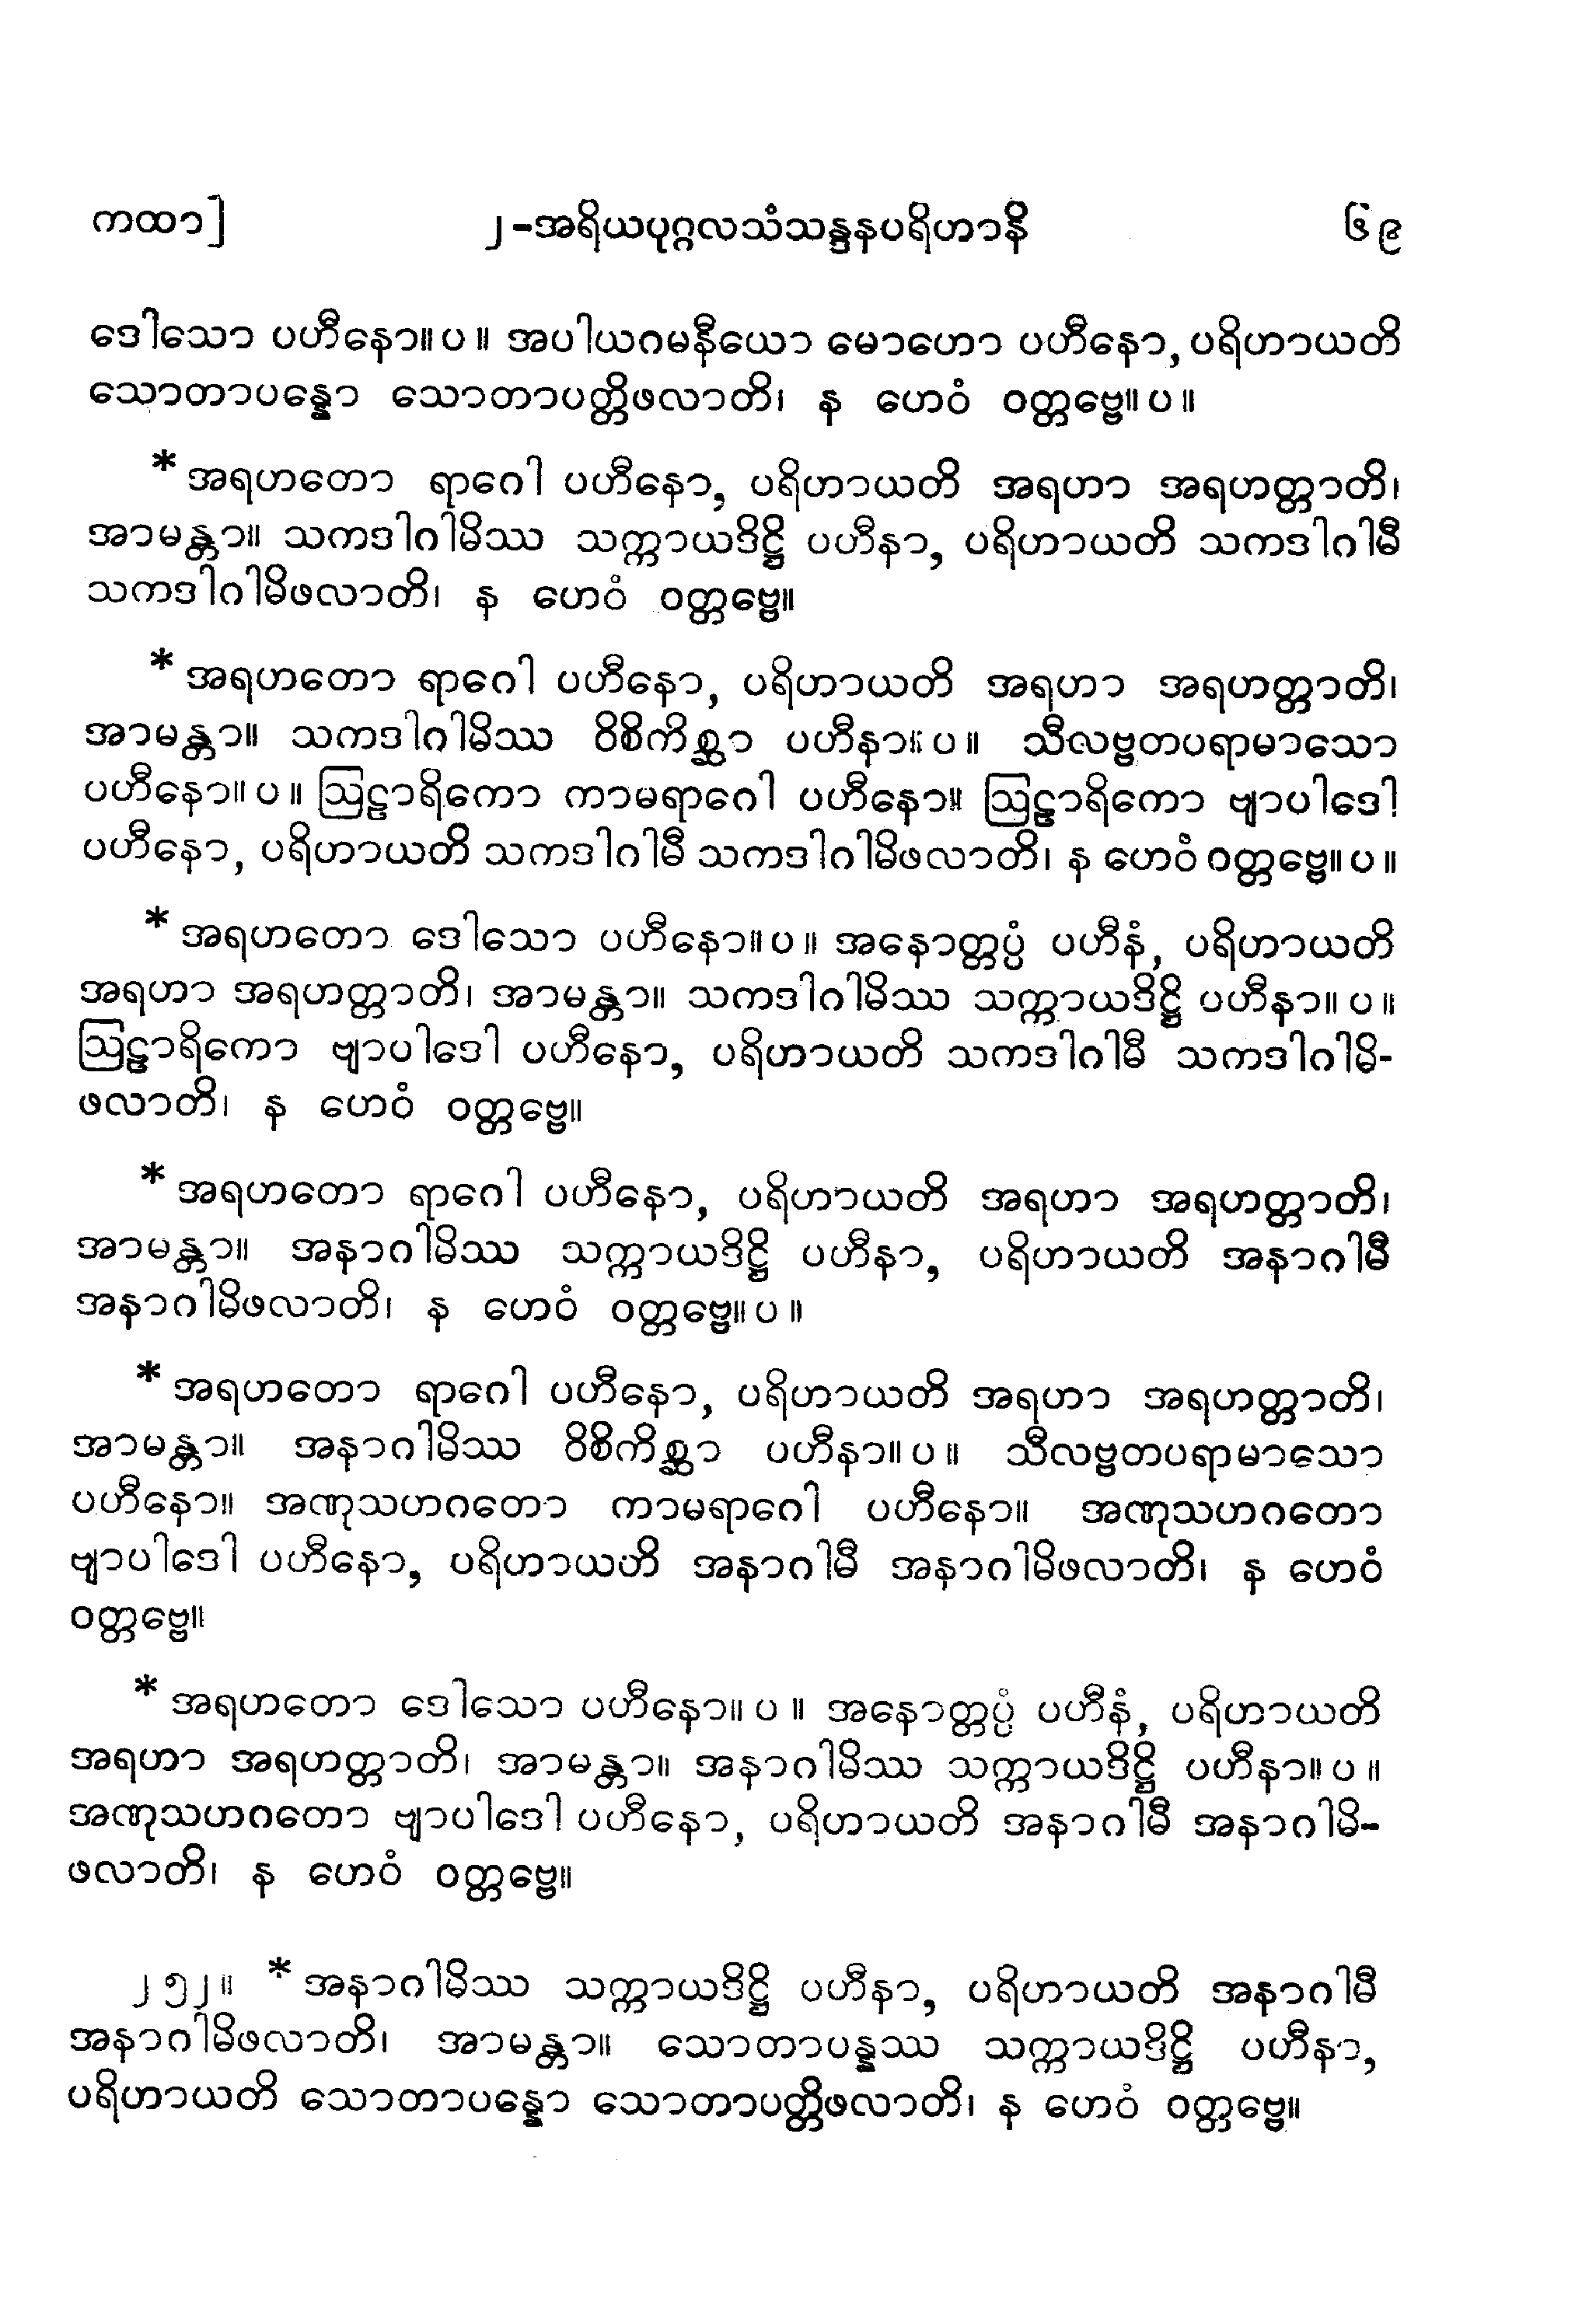 ကထာ] ၂-အရိယပုဂ္ဂလသံသန္ဒနပရိဟာနိ ၆၉
ဒေါသော ပဟီနော။ပ။ အပါယဂမနီယော မောဟော ပဟီနော, ပရိဟာယတိ
သောတာပန္နော သောတာပတ္တိဖလာတိ၊ န ဟေဝံ ဝတ္တဗ္ဗေ။ပ။
*အရဟတော ရာဂေါ ပဟီနော, ပရိဟာယတိ အရဟာ အရဟတ္တာတိ၊
အာမန္တာ။ သကဒါဂါမိဿ သက္ကာယဒိဋ္ဌိ ပဟီနာ, ပရိဟာယတိ သကဒါဂါမီ
သကဒါဂါမိဖလာတိ၊ န ဟေဝံ ဝတ္တဗ္ဗေ။
*အရဟတော ရာဂေါ ပဟီနော, ပရိဟာယတိ အရဟာ အရဟတ္တာတိ၊
အာမန္တာ။ သကဒါဂါမိဿ ဝိစိကိစ္ဆာ ပဟီနာ။ပ။ သီလဗ္ဗတပရာမာသော
ပဟီနော။ပ။ ဩဠာရိကော ကာမရာဂေါ ပဟီနော။ ဩဠာရိကော ဗျာပါဒေါ
ပဟီနော, ပရိဟာယတိ သကဒါဂါမီ သကဒါဂါမိဖလာတိ၊ န ဟေဝံ ဝတ္တဗ္ဗေ။ပ။
*အရဟတော ဒေါသော ပဟီနော။ပ။ အနောတ္တပ္ပံ ပဟီနံ, ပရိဟာယတိ
အရဟာ အရဟတ္တာတိ၊ အာမန္တာ။ သကဒါဂါမိဿ သက္ကာယဒိဋ္ဌိ ပဟီနာ။ပ။
ဩဠာရိကော ဗျာပါဒေါ ပဟီနော, ပရိဟာယတိ သကဒါဂါမီ သကဒါဂါမိ-
ဖလာတိ၊ န ဟေဝံ ဝတ္တဗ္ဗေ။
*အရဟတော ရာဂေါ ပဟီနော, ပရိဟာယတိ အရဟာ အရဟတ္တာတိ၊
အာမန္တာ။ အနာဂါမိဿ သက္ကာယဒိဋ္ဌိ ပဟီနာ, ပရိဟာယတိ အနာဂါမီ
အနာဂါမိဖလာတိ၊ န ဟေဝံ ဝတ္တဗ္ဗေ။ပ။
*အရဟတော ရာဂေါ ပဟီနော, ပရိဟာယတိ အရဟာ အရဟတ္တာတိ၊
အာမန္တာ။ အနာဂါမိဿ ဝိစိကိစ္ဆာ ပဟီနာ။ပ။ သီလဗ္ဗတပရာမာသော
ပဟီနော။ အဏုသဟဂတော ကာမရာဂေါ ပဟီနော။ အဏုသဟဂတော
ဗျာပါဒေါ ပဟီနော, ပရိဟာယတိ အနာဂါမီ အနာဂါမိဖလာတိ၊ န ဟေဝံ
ဝတ္တဗ္ဗေ။
*အရဟတော ဒေါသော ပဟီနော။ပ။ အနောတ္တပ္ပံ ပဟီနံ, ပရိဟာယတိ
အရဟာ အရဟတ္တာတိ၊ အာမန္တာ။ အနာဂါမိဿ သက္ကာယဒိဋ္ဌိ ပဟီနာ။ပ။
အဏုသဟဂတော ဗျာပါဒေါ ပဟီနော, ပရိဟာယတိ အနာဂါမီ အနာဂါမိ-
ဖလာတိ၊ န ဟေဝံ ဝတ္တဗ္ဗေ။
၂၅၂။ *အနာဂါမိဿ သက္ကာယဒိဋ္ဌိ ပဟီနာ, ပရိဟာယတိ အနာဂါမီ
အနာဂါမိဖလာတိ၊ အာမန္တာ။ သောတာပန္နဿ သက္ကာယဒိဋ္ဌိ ပဟီနာ,
ပရိဟာယတိ သောတာပန္နော သောတာပတ္တိဖလာတိ၊ န ဟေဝံ ဝတ္တဗ္ဗေ။